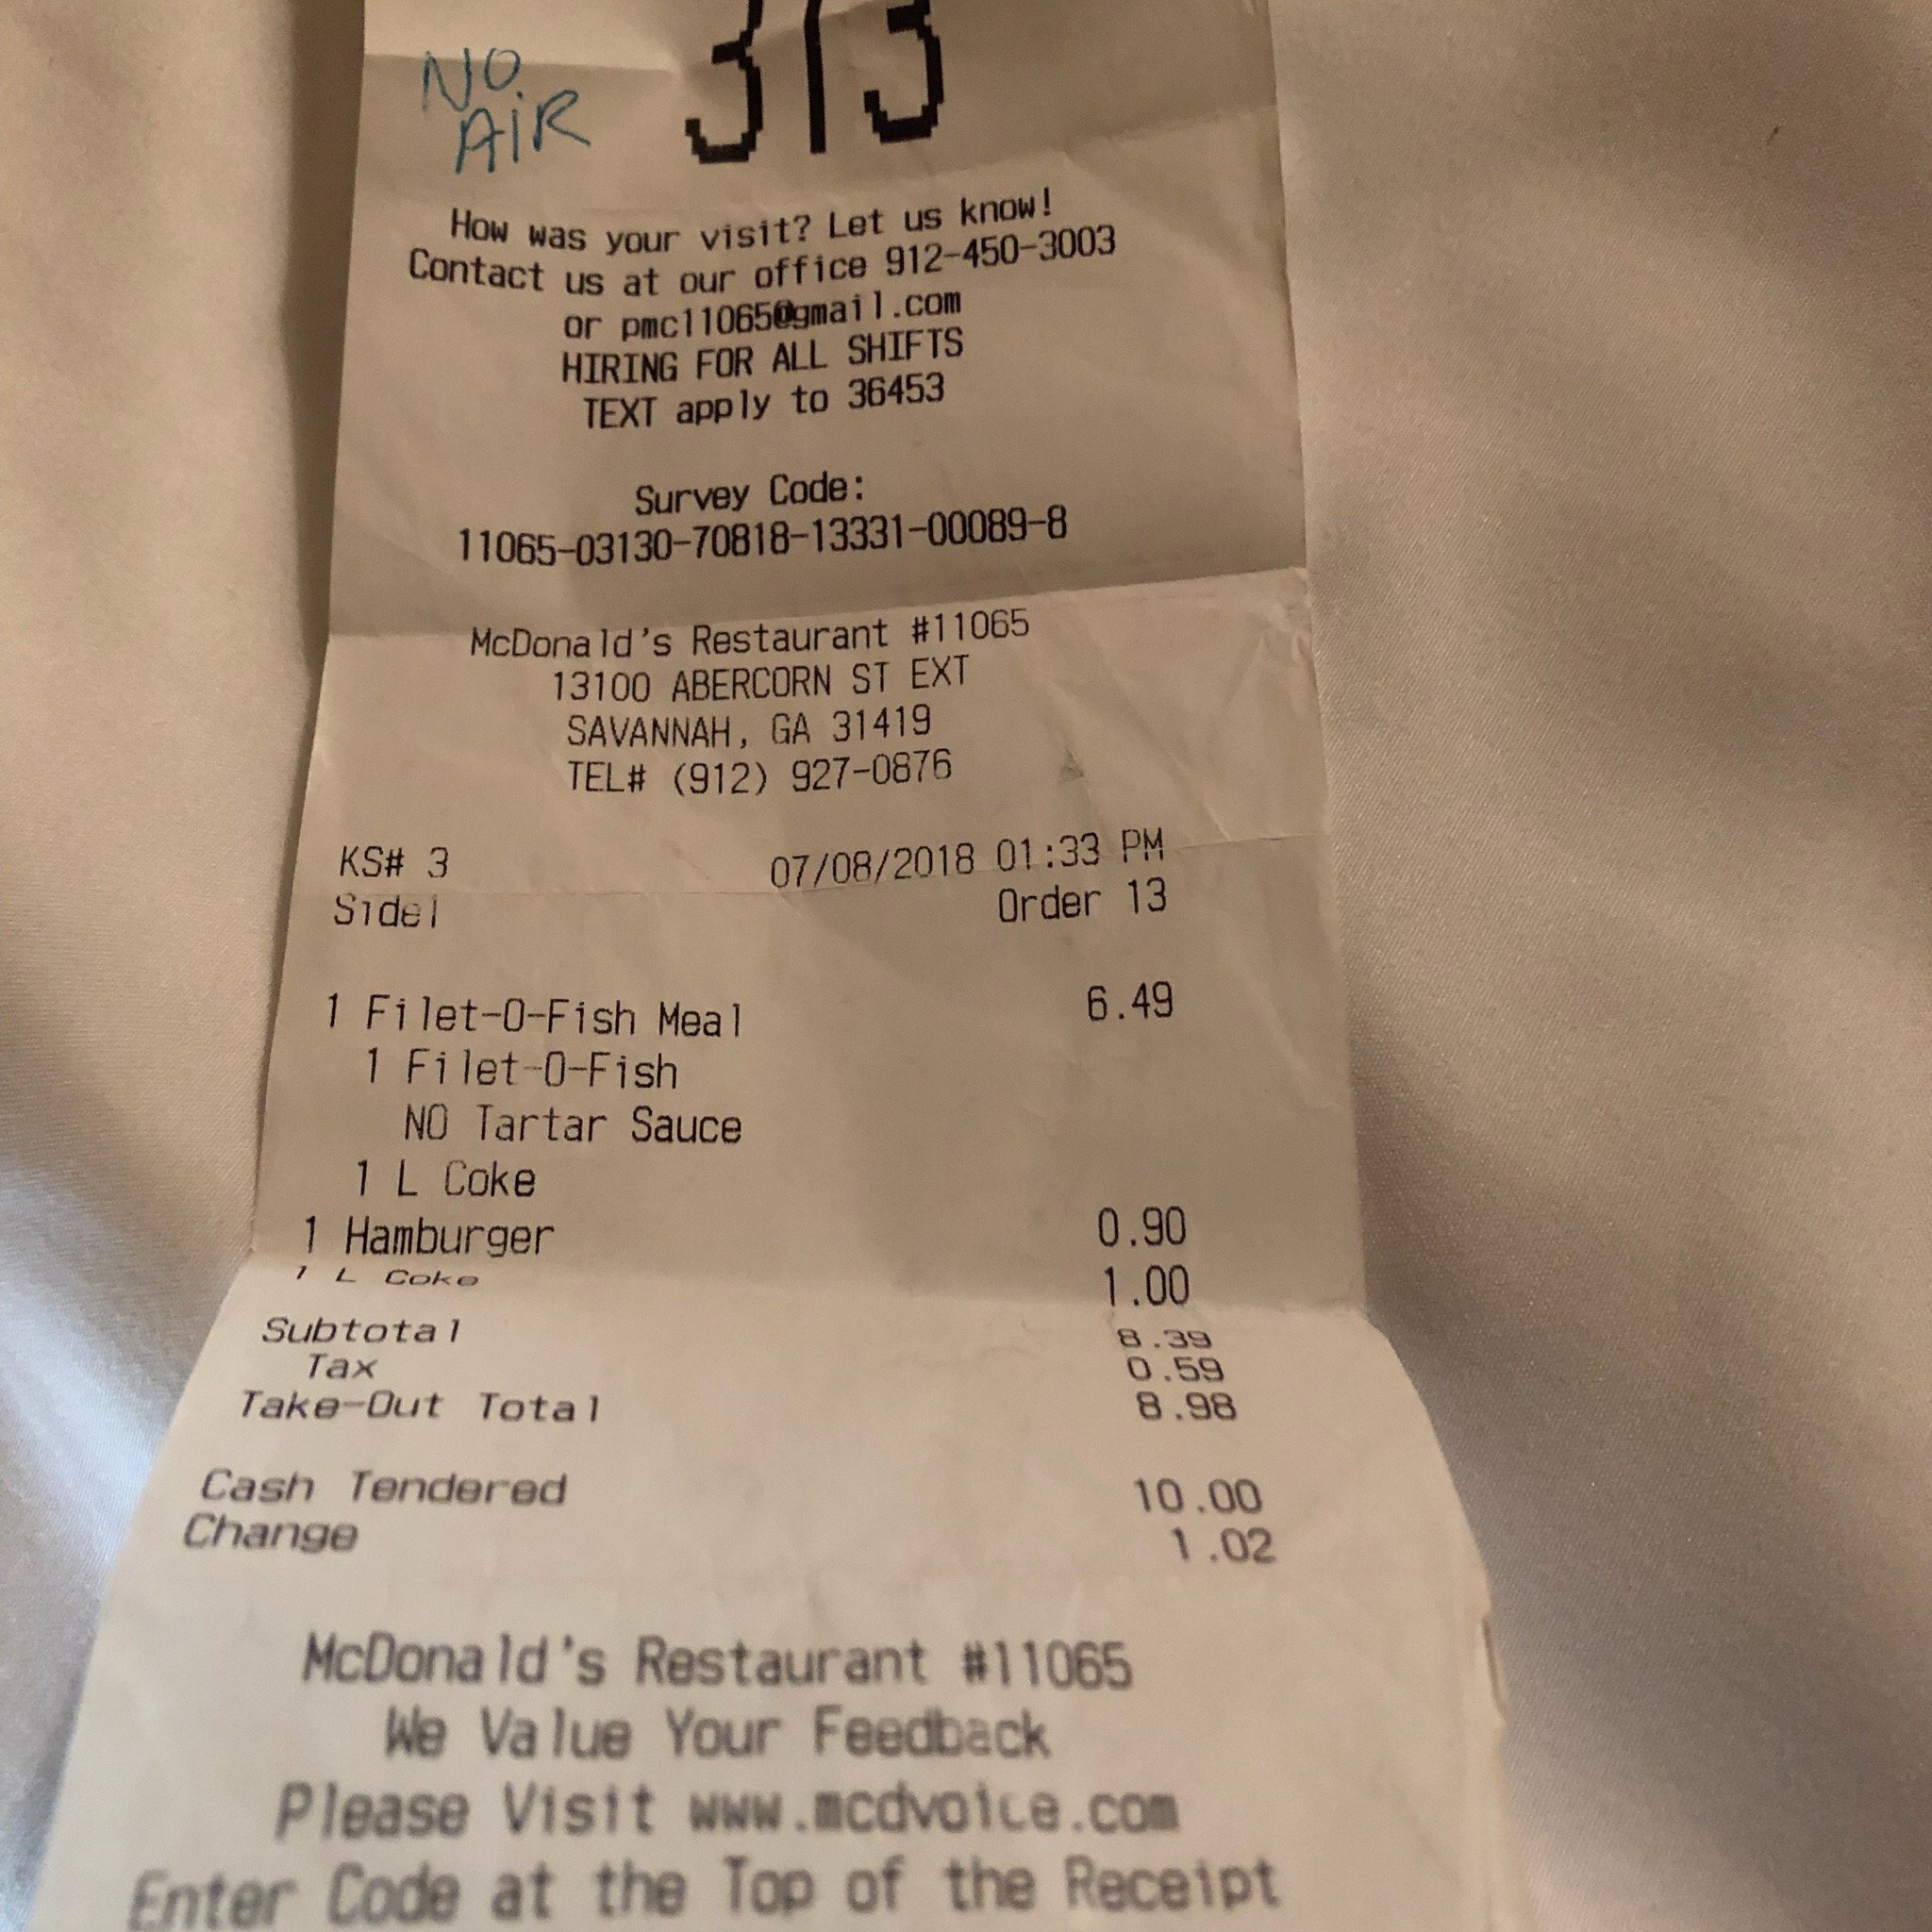 313
NO
AIR
How was your visit? Let us know!
Contact us at our office 912-450-3003
or pmc11065@gmail.com
HIRING FOR ALL SHIFTS
TEXT apply to 36453
Survey Code:
11065-03130-70818-13331-00089-8
McDonald's Restaurant #11065
13100 ABERCORN ST EXT
SAVANNAH, GA 31419
TEL# (912) 927-0876
KS# 3 07/08/2018 01:33 PM
Side1 Order 13
1 Filet-O-Fish Meal 6.49
1 Filet-O-Fish
NO Tartar Sauce
1 L Coke
1 Hamburger 0.90
1 L Coke 1.00
Subtotal 8.39
Tax 0.59
Take-Out Total 8.98
Cash Tendered 10.00
Change 1.02
McDonald's Restaurant #11065
We Value Your Feedback
Please Visit www.mcdvoice.com
Enter Code at the Top of the Receipt